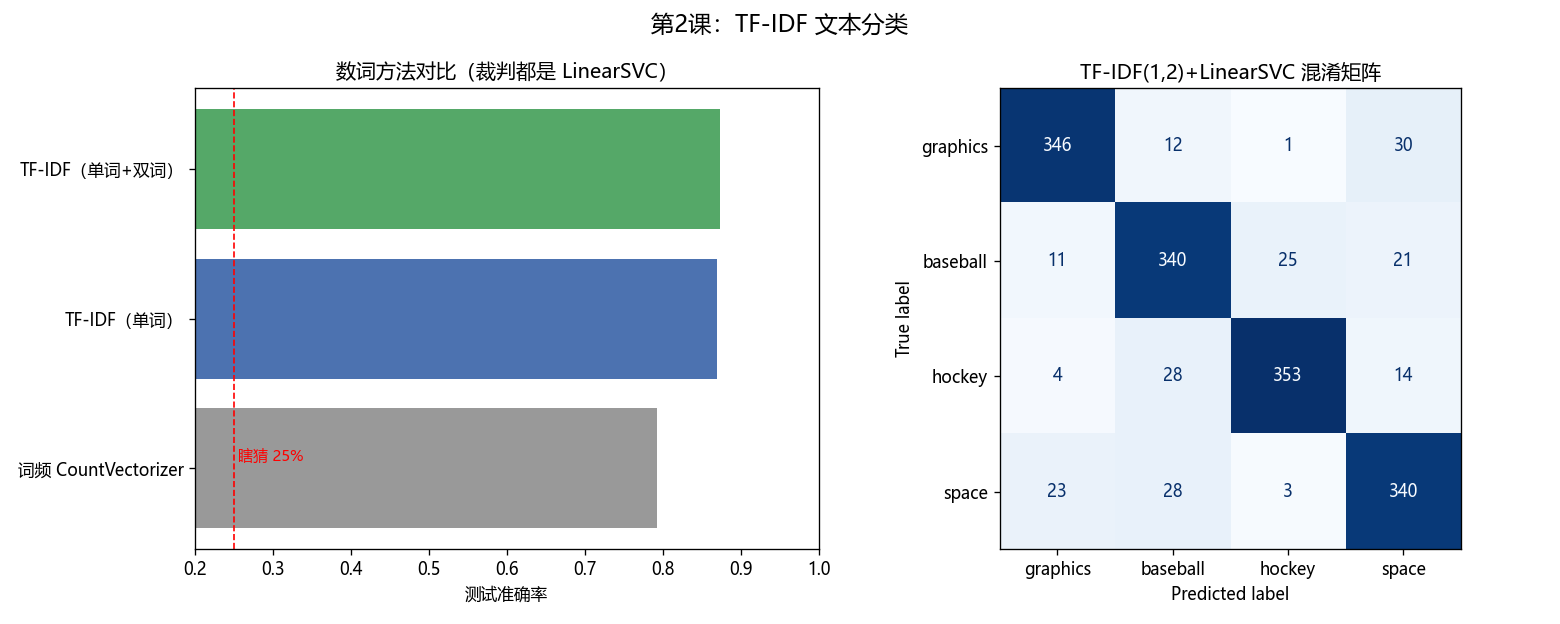 第2课：TF-IDF 文本分类
数词方法对比（裁判都是 LinearSVC）
TF-IDF（单词+双词）
TF-IDF（单词）
词频 CountVectorizer
瞎猜 25%
0.2 0.3 0.4 0.5 0.6 0.7 0.8 0.9 1.0
测试准确率
TF-IDF(1,2)+LinearSVC 混淆矩阵
True label
graphics 346 12 1 30
baseball 11 340 25 21
hockey 4 28 353 14
space 23 28 3 340
graphics baseball hockey space
Predicted label